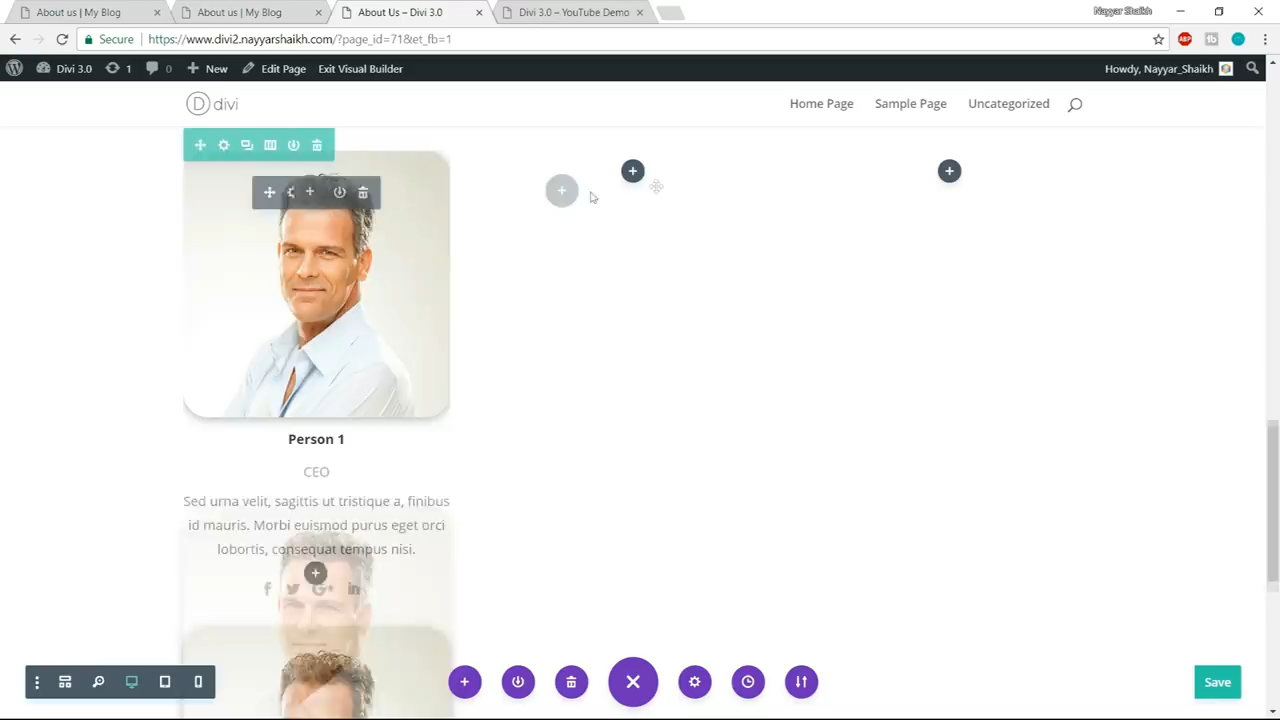 About us | My Blog
About us | My Blog
About Us – Divi 3.0
Divi 3.0 – YouTube Demo
Nayyar Shaikh
Secure
https://www.divi2.nayyarshaikh.com/?page_id=71&et_fb=1
ABP
Divi 3.0
1
0
New
Edit Page
Exit Visual Builder
Howdy, Nayyar_Shaikh
D divi
Home Page
Sample Page
Uncategorized
Person 1
CEO
Sed urna velit, sagittis ut tristique a, finibus
id mauris. Morbi euismod purus eget orci
lobortis, consequat tempus nisi.
Save